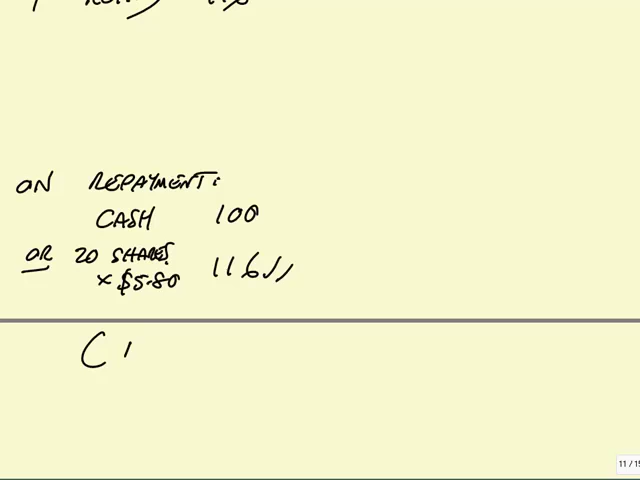 ON REPAYMENT:
CASH 100
OR 20 SHARES
× $5.80 116
C
11 / 15